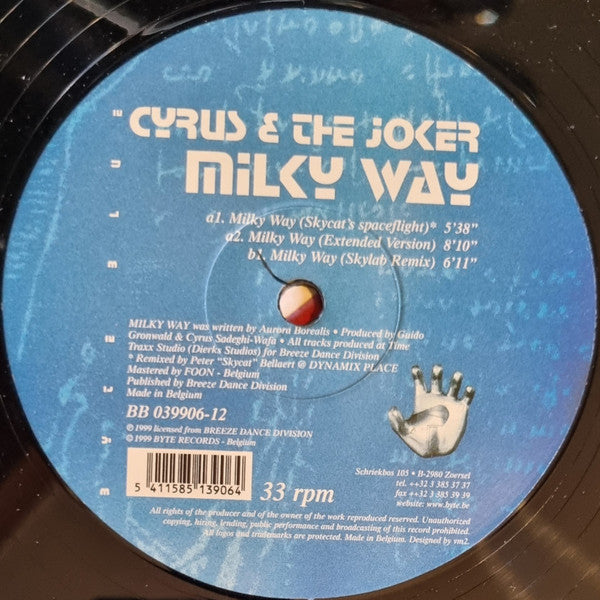 CYRUS & THE JOKER
MILKY WAY
a1. Milky Way (Skycat's spaceflight)* 5'38"
a2. Milky Way (Extended Version) 8'10"
b1. Milky Way (Skylab Remix) 6'11"
MILKY WAY was written by Aurora Borealis • Produced by Guido
Gronwald & Cyrus Sadeghi-Wafa • All tracks produced at Time
Traxx Studio (Dierks Studios) for Breeze Dance Division
* Remixed by Peter "Skycat" Bellaert @ DYNAMIX PLACE
Mastered by FOON - Belgium
Published by Breeze Dance Division
Made in Belgium
BB 039906-12
℗ 1999 licensed from BREEZE DANCE DIVISION
© 1999 BYTE RECORDS - Belgium
5 411585 139064
33 rpm
Schriekbos 105 • B-2980 Zoersel
tel. ++32 3 385 37 37
fax ++32 3 385 39 39
website: www.byte.be
All rights of the producer and of the owner of the work reproduced reserved. Unauthorized
copying, hiring, lending, public performance and broadcasting of this record prohibited.
All logos and trademarks are protected. Made in Belgium. Designed by vm2.
BYTE BLUE